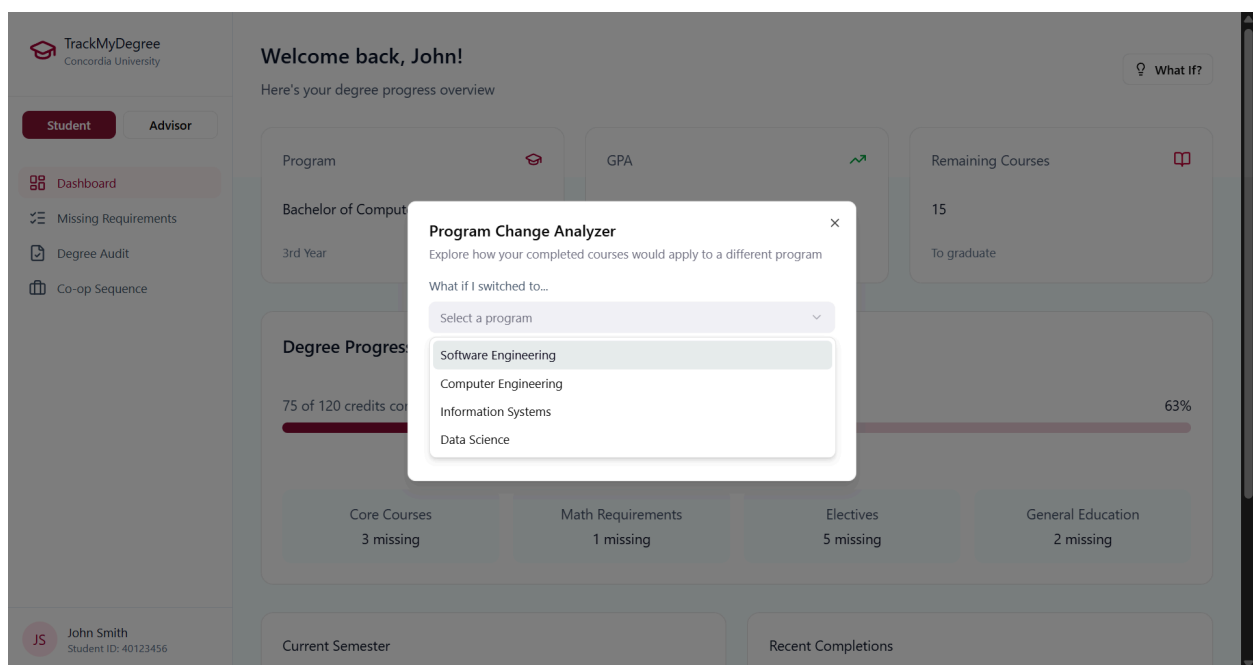 TrackMyDegree
Concordia University
Student
Advisor
Dashboard
Missing Requirements
Degree Audit
Co-op Sequence
JS
John Smith
Student ID: 40123456
Welcome back, John!
Here's your degree progress overview
What If?
Program
GPA
Remaining Courses
Bachelor of Comput
15
3rd Year
To graduate
Program Change Analyzer
Explore how your completed courses would apply to a different program
What if I switched to...
Select a program
Software Engineering
Computer Engineering
Information Systems
Data Science
Degree Progres
75 of 120 credits co
63%
Core Courses
3 missing
Math Requirements
1 missing
Electives
5 missing
General Education
2 missing
Current Semester
Recent Completions